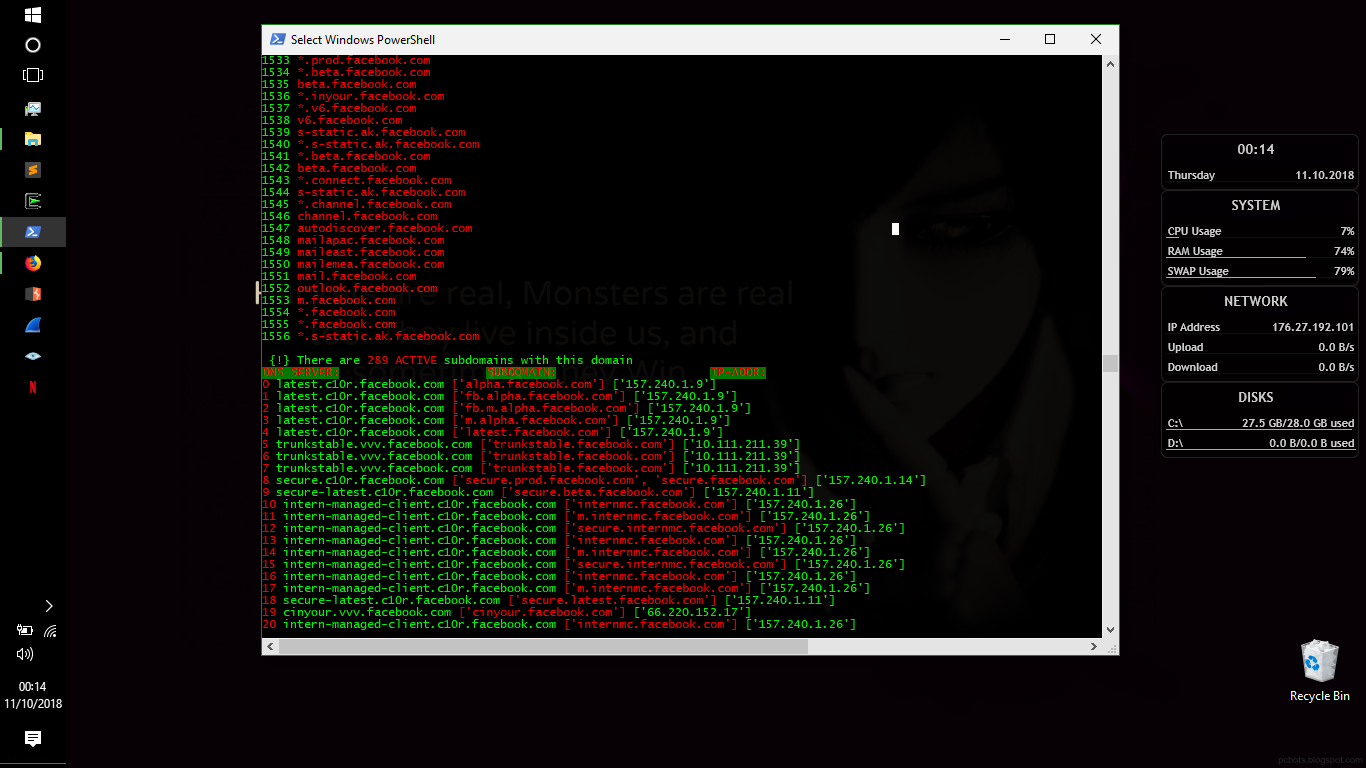 Select Windows PowerShell
1533 *.prod.facebook.com
1534 *.beta.facebook.com
1535 beta.facebook.com
1536 *.inyour.facebook.com
1537 *.v6.facebook.com
1538 v6.facebook.com
1539 s-static.ak.facebook.com
1540 *.s-static.ak.facebook.com
1541 *.beta.facebook.com
1542 beta.facebook.com
1543 *.connect.facebook.com
1544 s-static.ak.facebook.com
1545 *.channel.facebook.com
1546 channel.facebook.com
1547 autodiscover.facebook.com
1548 mailapac.facebook.com
1549 maileast.facebook.com
1550 mailemea.facebook.com
1551 mail.facebook.com
1552 outlook.facebook.com
1553 m.facebook.com
1554 *.facebook.com
1555 *.facebook.com
1556 *.s-static.ak.facebook.com
are real, Monsters are real
live inside us, and
they Win
{!} There are 289 ACTIVE subdomains with this domain
DNS SERVER: SUBDOMAIN: IP-ADDR:
0 latest.c10r.facebook.com ['alpha.facebook.com'] ['157.240.1.9']
1 latest.c10r.facebook.com ['fb.alpha.facebook.com'] ['157.240.1.9']
2 latest.c10r.facebook.com ['fb.m.alpha.facebook.com'] ['157.240.1.9']
3 latest.c10r.facebook.com ['m.alpha.facebook.com'] ['157.240.1.9']
4 latest.c10r.facebook.com ['latest.facebook.com'] ['157.240.1.9']
5 trunkstable.vvv.facebook.com ['trunkstable.facebook.com'] ['10.111.211.39']
6 trunkstable.vvv.facebook.com ['trunkstable.facebook.com'] ['10.111.211.39']
7 trunkstable.vvv.facebook.com ['trunkstable.facebook.com'] ['10.111.211.39']
8 secure.c10r.facebook.com ['secure.prod.facebook.com', 'secure.facebook.com'] ['157.240.1.14']
9 secure-latest.c10r.facebook.com ['secure.beta.facebook.com'] ['157.240.1.11']
10 intern-managed-client.c10r.facebook.com ['internmc.facebook.com'] ['157.240.1.26']
11 intern-managed-client.c10r.facebook.com ['m.internmc.facebook.com'] ['157.240.1.26']
12 intern-managed-client.c10r.facebook.com ['secure.internmc.facebook.com'] ['157.240.1.26']
13 intern-managed-client.c10r.facebook.com ['internmc.facebook.com'] ['157.240.1.26']
14 intern-managed-client.c10r.facebook.com ['m.internmc.facebook.com'] ['157.240.1.26']
15 intern-managed-client.c10r.facebook.com ['secure.internmc.facebook.com'] ['157.240.1.26']
16 intern-managed-client.c10r.facebook.com ['internmc.facebook.com'] ['157.240.1.26']
17 intern-managed-client.c10r.facebook.com ['m.internmc.facebook.com'] ['157.240.1.26']
18 secure-latest.c10r.facebook.com ['secure.latest.facebook.com'] ['157.240.1.11']
19 cinyour.vvv.facebook.com ['cinyour.facebook.com'] ['66.220.152.17']
20 intern-managed-client.c10r.facebook.com ['internmc.facebook.com'] ['157.240.1.26']
00:14
Thursday 11.10.2018
SYSTEM
CPU Usage 7%
RAM Usage 74%
SWAP Usage 79%
NETWORK
IP Address 176.27.192.101
Upload 0.0 B/s
Download 0.0 B/s
DISKS
C:\ 27.5 GB/28.0 GB used
D:\ 0.0 B/0.0 B used
N
00:14
11/10/2018
Recycle Bin
pcbots.blogspot.com